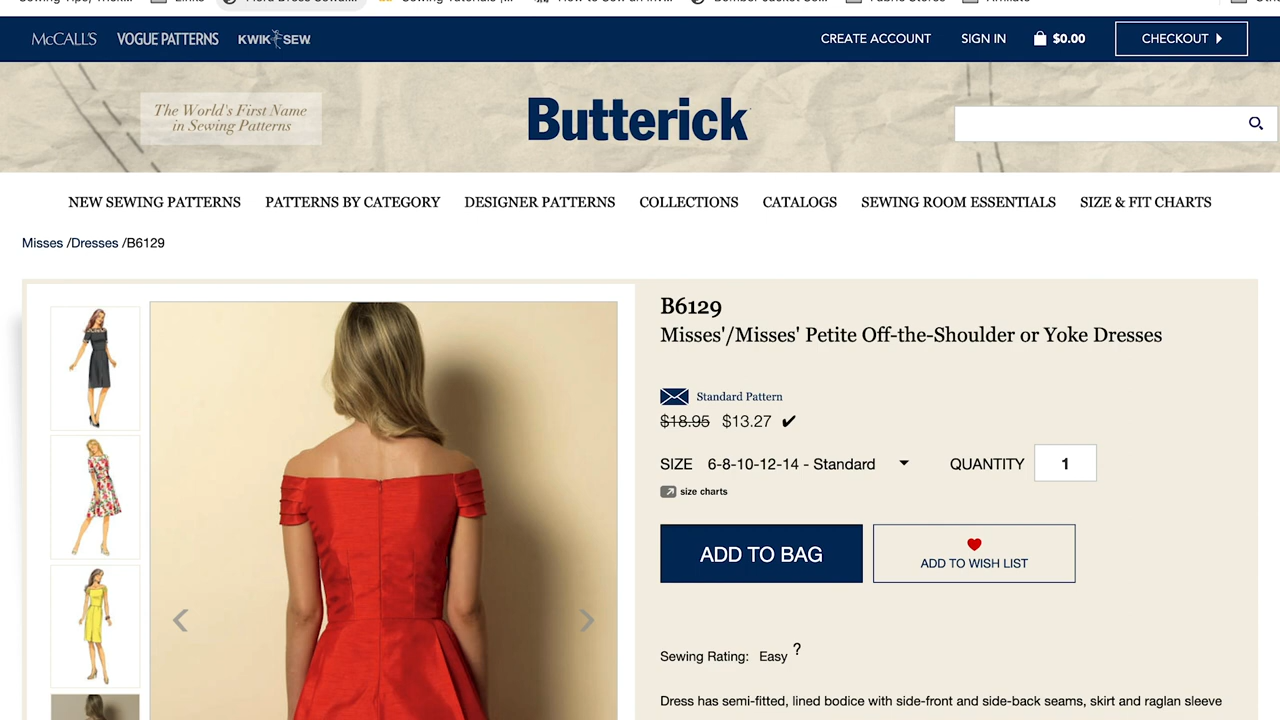 Links
McCALL'S
VOGUE PATTERNS
KWIK SEW
CREATE ACCOUNT
SIGN IN
$0.00
CHECKOUT
The World's First Name
in Sewing Patterns
Butterick
NEW SEWING PATTERNS
PATTERNS BY CATEGORY
DESIGNER PATTERNS
COLLECTIONS
CATALOGS
SEWING ROOM ESSENTIALS
SIZE & FIT CHARTS
Misses /Dresses /B6129
B6129
Misses'/Misses' Petite Off-the-Shoulder or Yoke Dresses
Standard Pattern
$18.95 $13.27 ✔
SIZE 6-8-10-12-14 - Standard
QUANTITY 1
size charts
ADD TO BAG
ADD TO WISH LIST
Sewing Rating: Easy ?
Dress has semi-fitted, lined bodice with side-front and side-back seams, skirt and raglan sleeve